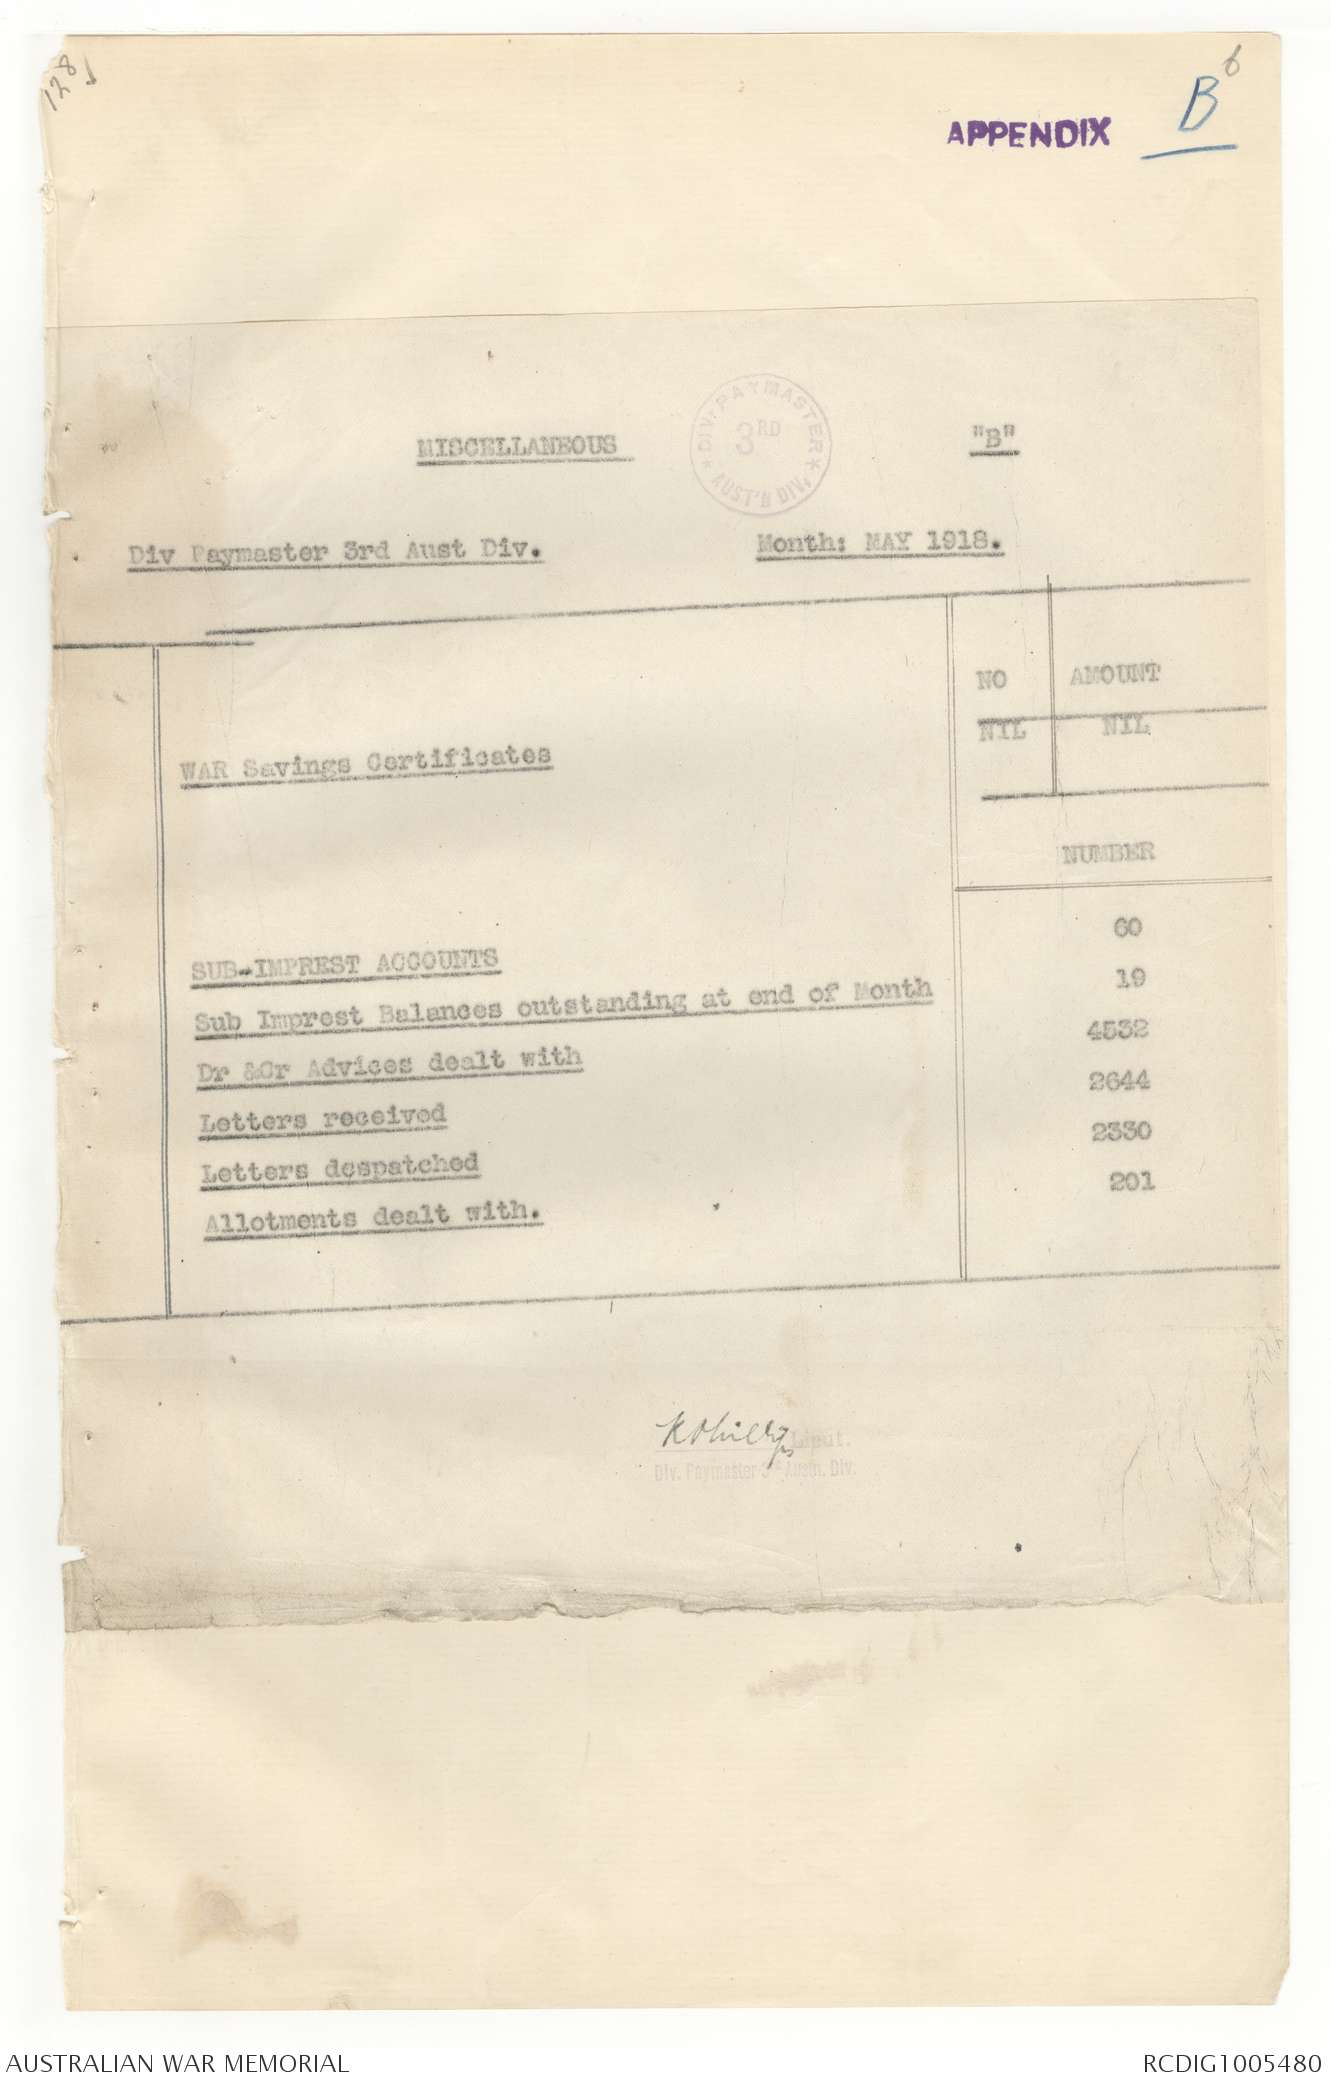 128
6
APPENDIX B
MISCELLANEOUS "B"
DIV: PAYMASTER
3RD
* AUST'N DIV. *
Div Paymaster 3rd Aust Div. Month: MAY 1918.
NO AMOUNT
NIL NIL
WAR Savings Certificates
NUMBER
SUB-IMPREST ACCOUNTS 60
Sub Imprest Balances outstanding at end of Month 19
Dr &Cr Advices dealt with 4532
Letters received 2644
Letters despatched 2330
Allotments dealt with. 201
Lieut.
Div. Paymaster 3rd Austn. Div.
AUSTRALIAN WAR MEMORIAL RCDIG1005480